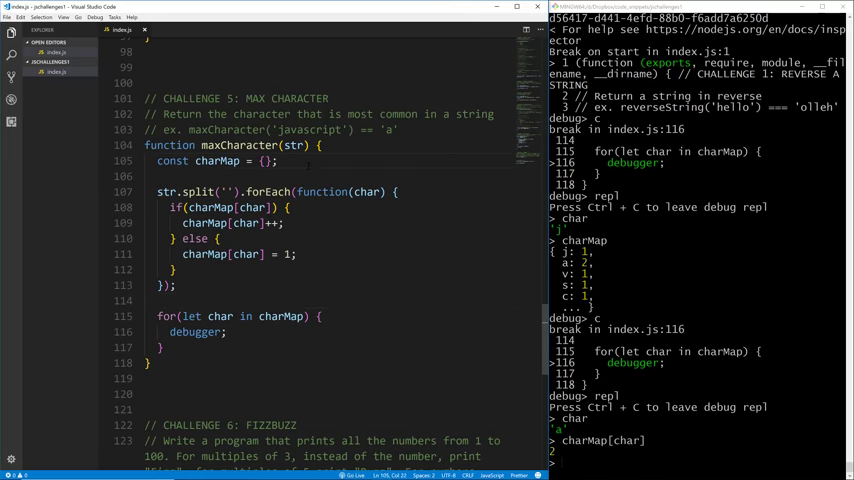 index.js - jschallenges1 - Visual Studio Code
File Edit Selection View Go Debug Tasks Help
OPEN EDITORS
index.js
JSCHALLENGES1
index.js
index.js
98
99
100
101 // CHALLENGE 5: MAX CHARACTER
102 // Return the character that is most common in a string
103 // ex. maxCharacter('javascript') == 'a'
104 function maxCharacter(str) {
105 const charMap = {};
106
107 str.split('').forEach(function(char) {
108 if(charMap[char]) {
109 charMap[char]++;
110 } else {
111 charMap[char] = 1;
112 }
113 });
114
115 for(let char in charMap) {
116 debugger;
117 }
118 }
119
120
121
122 // CHALLENGE 6: FIZZBUZZ
123 // Write a program that prints all the numbers from 1 to
100. For multiples of 3, instead of the number, print
0 0
Go Live Ln 105, Col 21 Spaces: 2 UTF-8 CRLF JavaScript Prettier
MINGW64:/d/Dropbox/code_snippets/jschallenges1
d56417-d441-4efd-88b0-f6add7a6250d
< For help see https://nodejs.org/en/docs/insp
ector
Break on start in index.js:1
> 1 (function (exports, require, module, __fil
ename, __dirname) { // CHALLENGE 1: REVERSE A
STRING
2 // Return a string in reverse
3 // ex. reverseString('hello') === 'olleh'
debug> c
break in index.js:116
114
115 for(let char in charMap) {
>116 debugger;
117 }
118 }
debug> repl
Press Ctrl + C to leave debug repl
> char
'j'
> charMap
{ j: 1,
a: 2,
v: 1,
s: 1,
c: 1,
... }
debug> c
break in index.js:116
114
115 for(let char in charMap) {
>116 debugger;
117 }
118 }
debug> repl
Press Ctrl + C to leave debug repl
> char
'a'
> charMap[char]
2
>